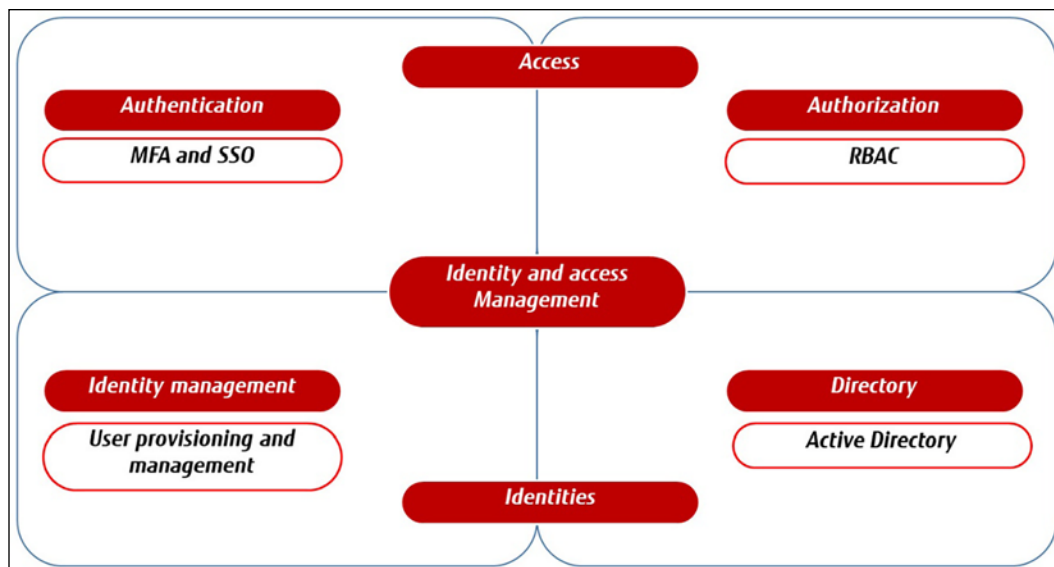 Access
Authentication
MFA and SSO
Authorization
RBAC
Identity and access
Management
Identity management
User provisioning and
management
Directory
Active Directory
Identities